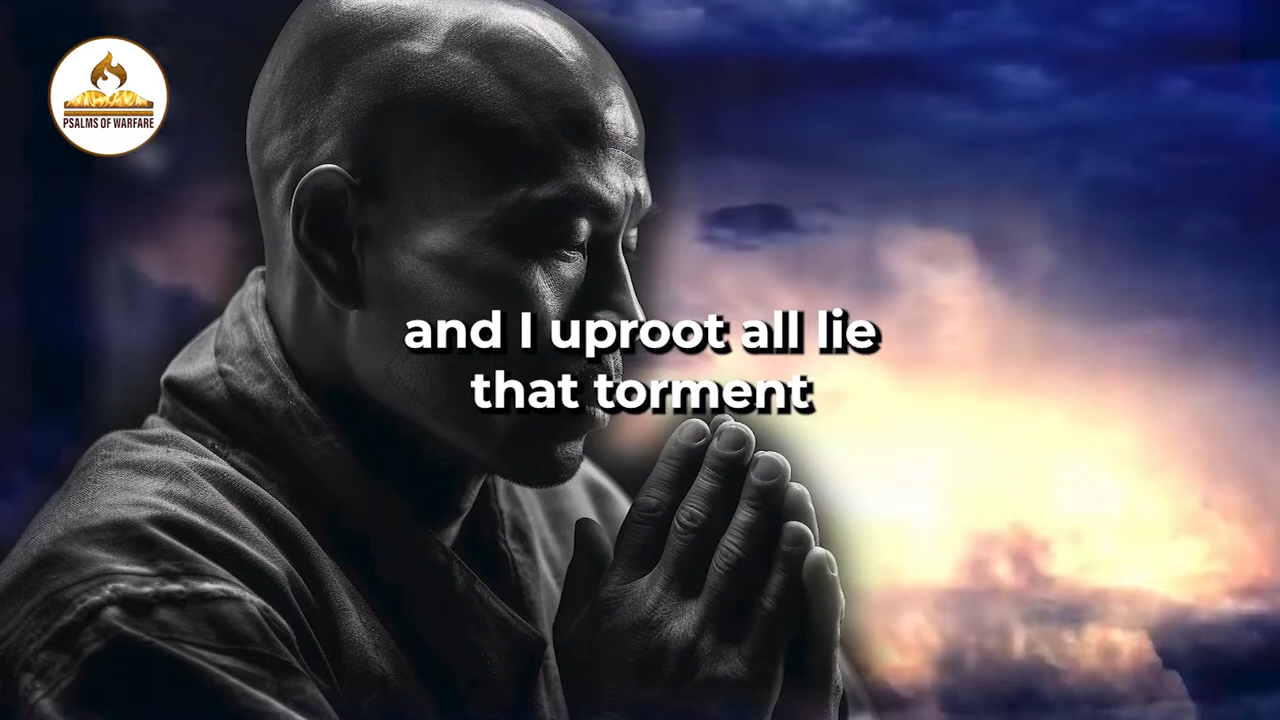 PSALMS OF WARFARE
and I uproot all lie
that torment